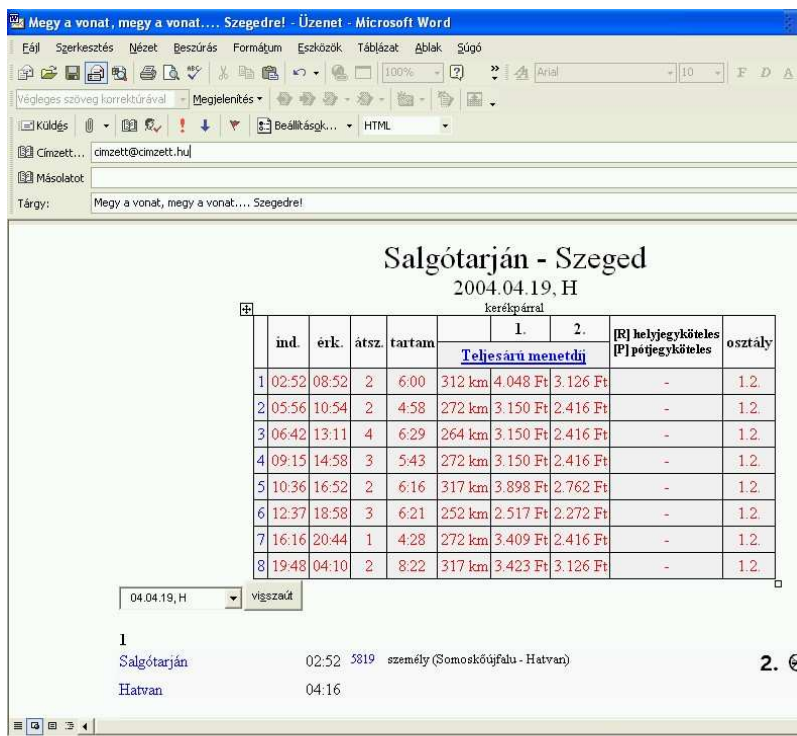 Megy a vonat, megy a vonat.... Szegedre! - Üzenet - Microsoft Word
Fájl Szerkesztés Nézet Beszúrás Formátum Eszközök Táblázat Ablak Súgó
100% Arial 10 F D A
Végleges szöveg korrektúrával Megjelenítés
Küldés Beállítások... HTML
Címzett... cimzett@cimzett.hu
Másolatot
Tárgy: Megy a vonat, megy a vonat.... Szegedre!
Salgótarján - Szeged
2004.04.19, H
kerékpárral
ind. érk. átsz. tartam 1. 2. [R] helyjegyköteles osztály
Teljesárú menetdíj [P] pótjegyköteles
1 02:52 08:52 2 6:00 312 km 4.048 Ft 3.126 Ft - 1.2.
2 05:56 10:54 2 4:58 272 km 3.150 Ft 2.416 Ft - 1.2.
3 06:42 13:11 4 6:29 264 km 3.150 Ft 2.416 Ft - 1.2.
4 09:15 14:58 3 5:43 272 km 3.150 Ft 2.416 Ft - 1.2.
5 10:36 16:52 2 6:16 317 km 3.898 Ft 2.762 Ft - 1.2.
6 12:37 18:58 3 6:21 252 km 2.517 Ft 2.272 Ft - 1.2.
7 16:16 20:44 1 4:28 272 km 3.409 Ft 2.416 Ft - 1.2.
8 19:48 04:10 2 8:22 317 km 3.423 Ft 3.126 Ft - 1.2.
04.04.19, H visszaút
1
Salgótarján 02:52 5819 személy (Somoskőújfalu - Hatvan) 2.
Hatvan 04:16